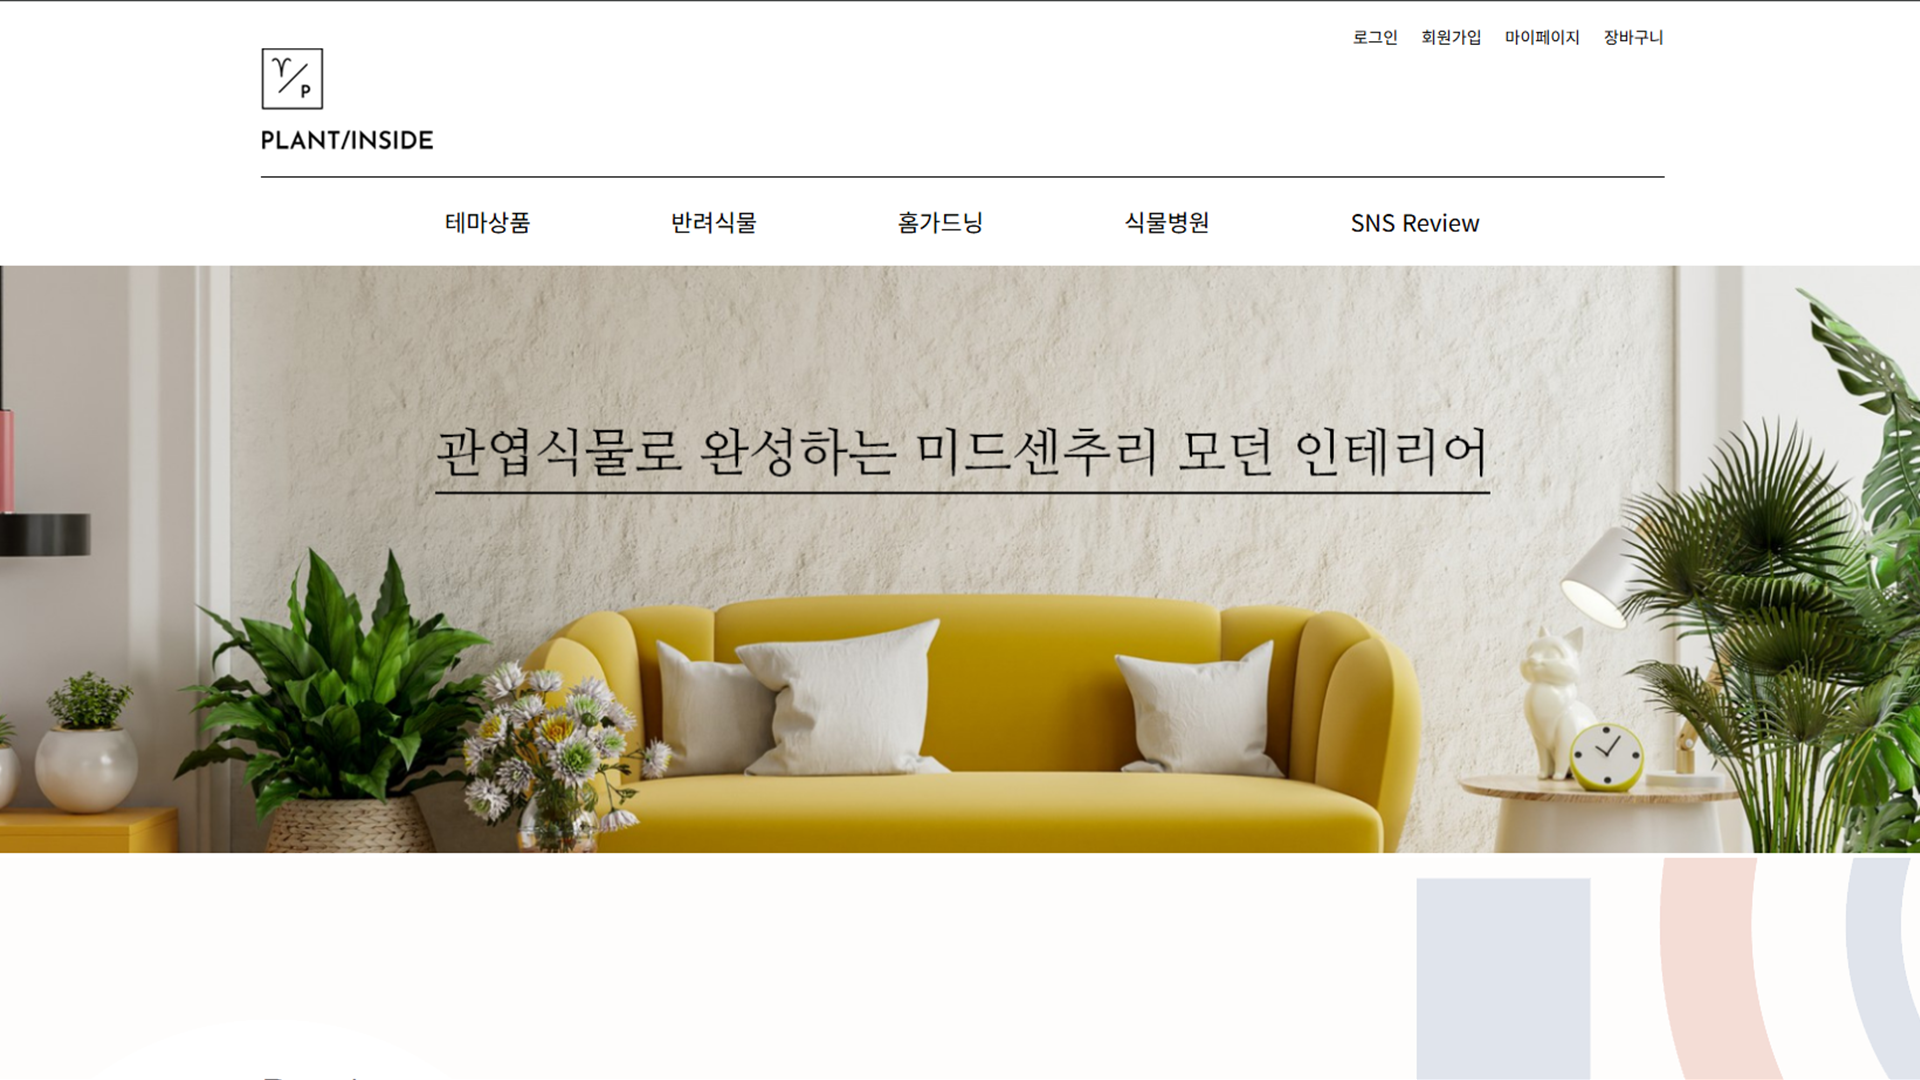 로그인 회원가입 마이페이지 장바구니
P
PLANT/INSIDE
테마상품 반려식물 홈가드닝 식물병원 SNS Review
관엽식물로 완성하는 미드센추리 모던 인테리어